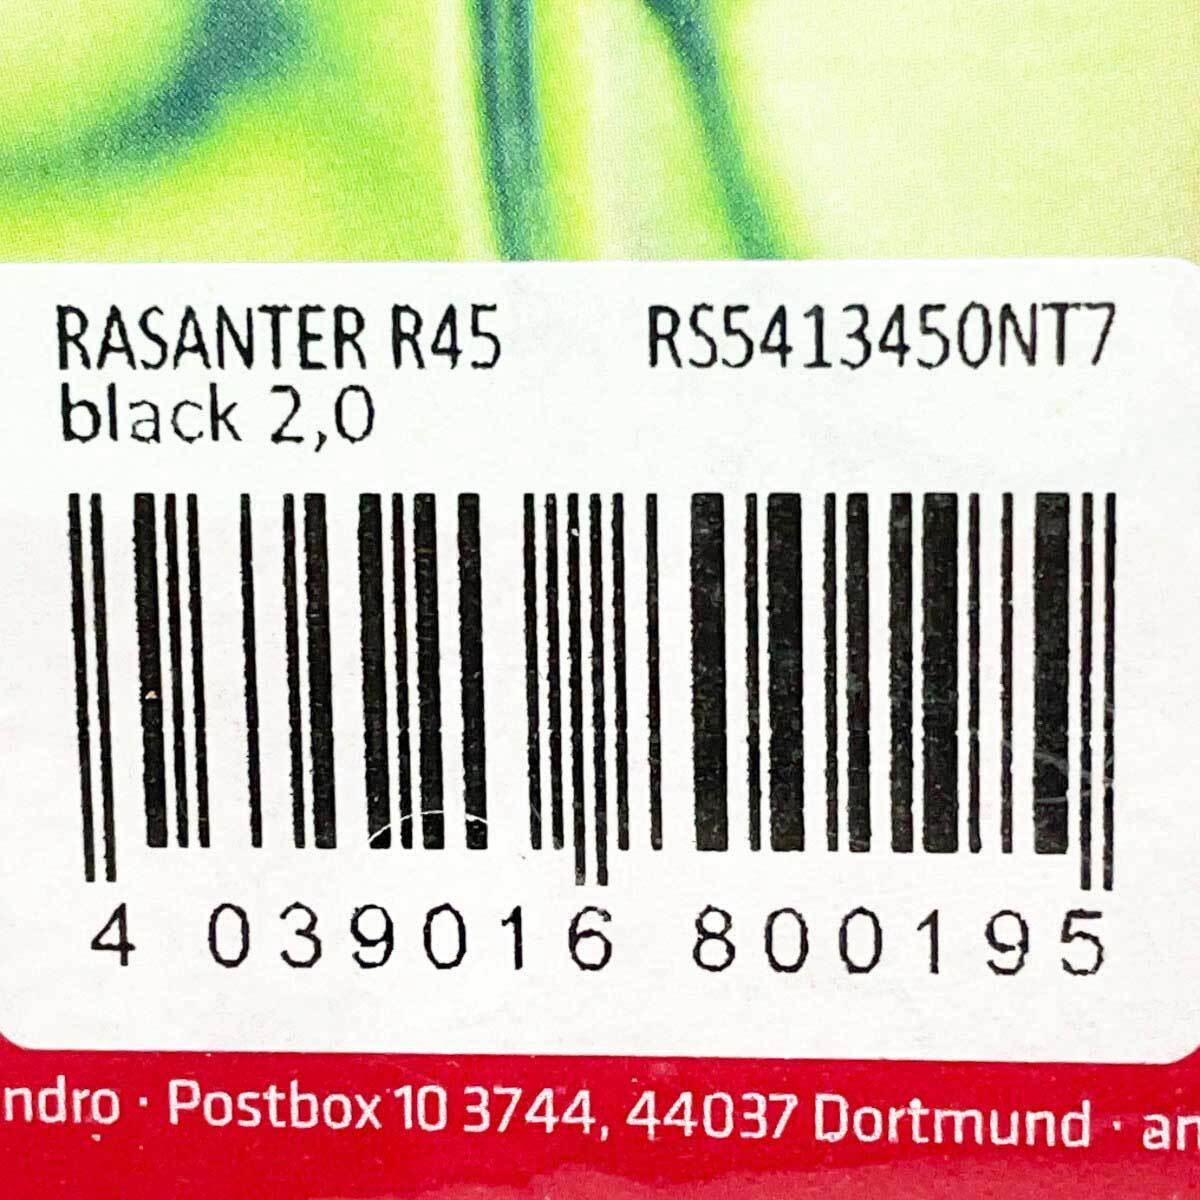 RASANTER R45 RS5413450NT7
black 2,0
4 039016 800195
ndro · Postbox 10 3744, 44037 Dortmund · an